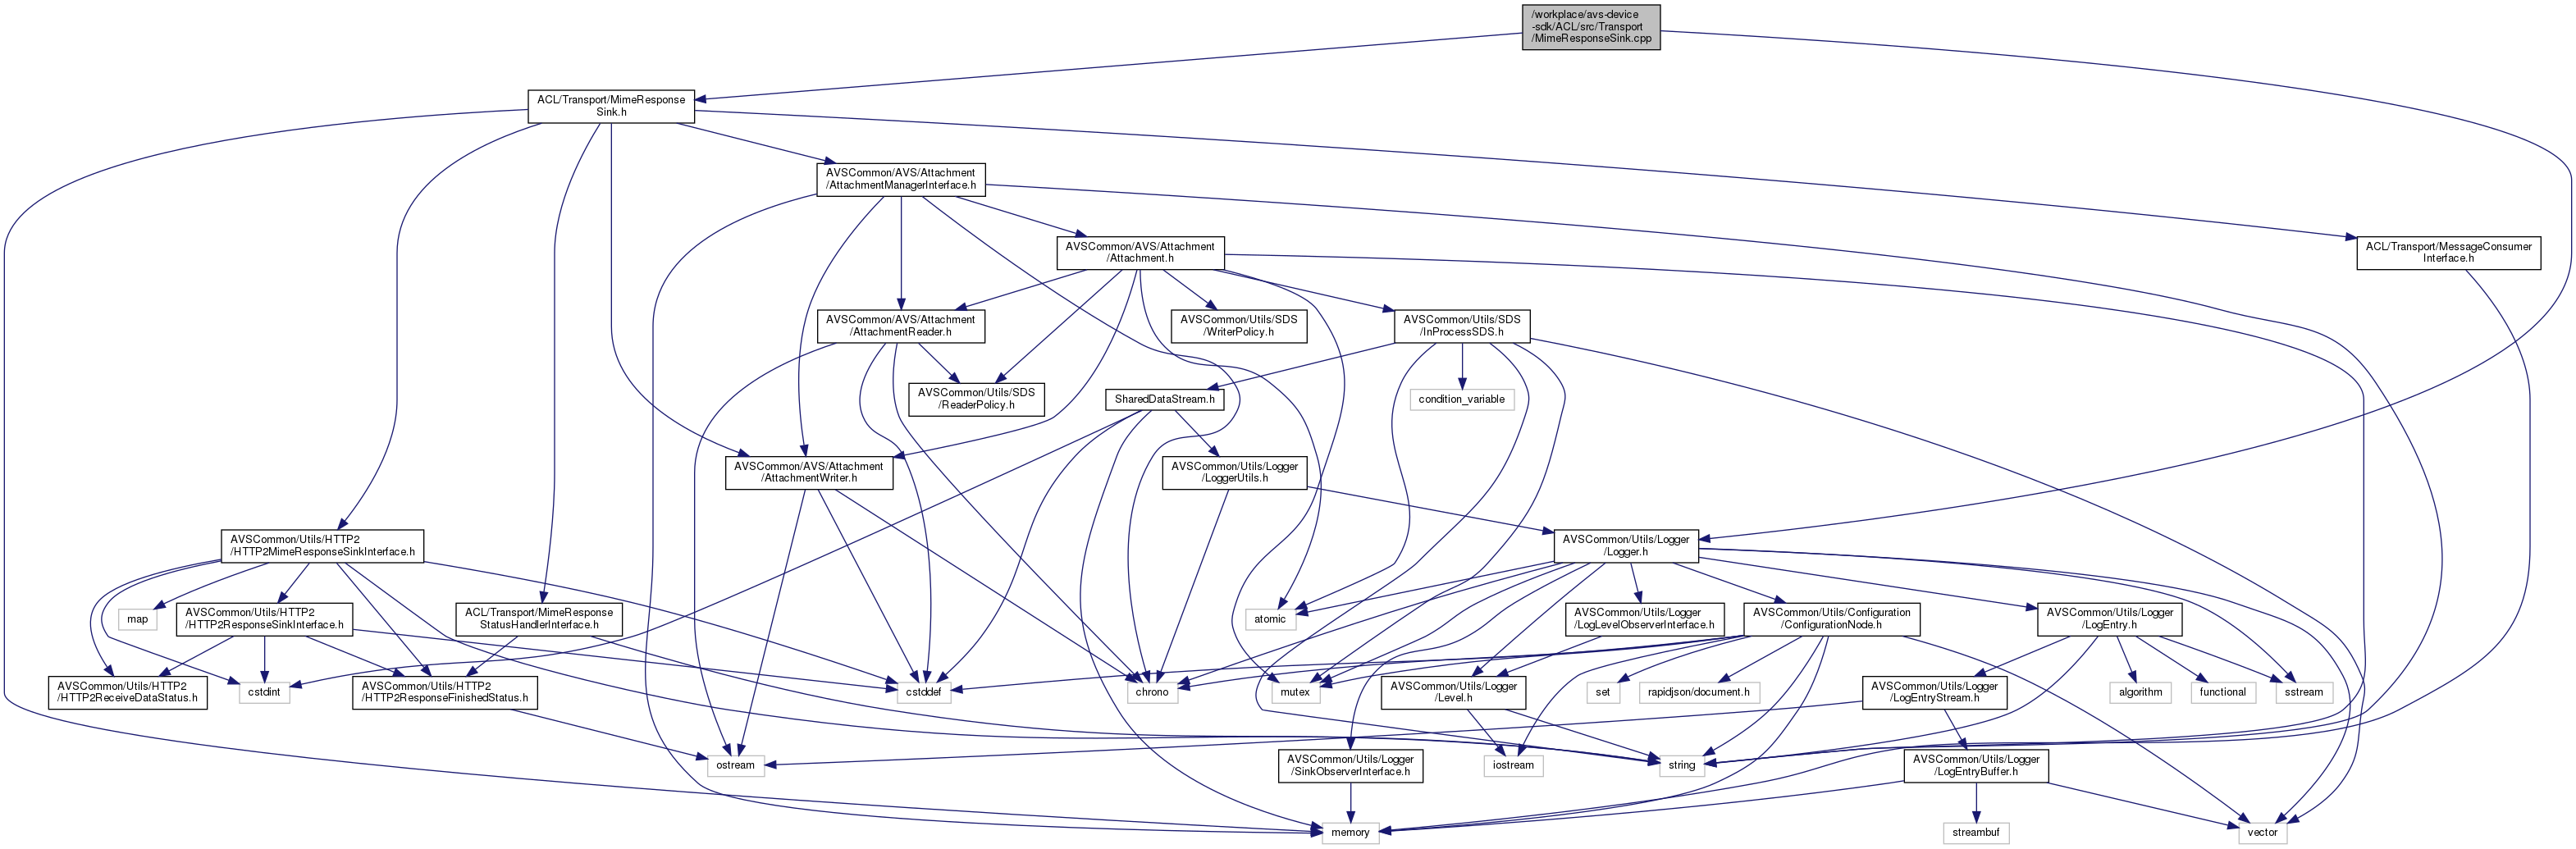 /workplace/avs-device
-sdk/ACL/src/Transport
/MimeResponseSink.cpp
ACL/Transport/MimeResponse
Sink.h
AVSCommon/AVS/Attachment
/AttachmentManagerInterface.h
AVSCommon/AVS/Attachment
/Attachment.h
ACL/Transport/MessageConsumer
Interface.h
AVSCommon/AVS/Attachment
/AttachmentReader.h
AVSCommon/Utils/SDS
/WriterPolicy.h
AVSCommon/Utils/SDS
/InProcessSDS.h
AVSCommon/Utils/SDS
/ReaderPolicy.h
SharedDataStream.h
condition_variable
AVSCommon/AVS/Attachment
/AttachmentWriter.h
AVSCommon/Utils/Logger
/LoggerUtils.h
AVSCommon/Utils/HTTP2
/HTTP2MimeResponseSinkInterface.h
AVSCommon/Utils/Logger
/Logger.h
map
AVSCommon/Utils/HTTP2
/HTTP2ResponseSinkInterface.h
ACL/Transport/MimeResponse
StatusHandlerInterface.h
atomic
AVSCommon/Utils/Logger
/LogLevelObserverInterface.h
AVSCommon/Utils/Configuration
/ConfigurationNode.h
AVSCommon/Utils/Logger
/LogEntry.h
AVSCommon/Utils/HTTP2
/HTTP2ReceiveDataStatus.h
cstdint
AVSCommon/Utils/HTTP2
/HTTP2ResponseFinishedStatus.h
cstddef
chrono
mutex
AVSCommon/Utils/Logger
/Level.h
set
rapidjson/document.h
AVSCommon/Utils/Logger
/LogEntryStream.h
algorithm
functional
sstream
ostream
AVSCommon/Utils/Logger
/SinkObserverInterface.h
iostream
string
AVSCommon/Utils/Logger
/LogEntryBuffer.h
memory
streambuf
vector